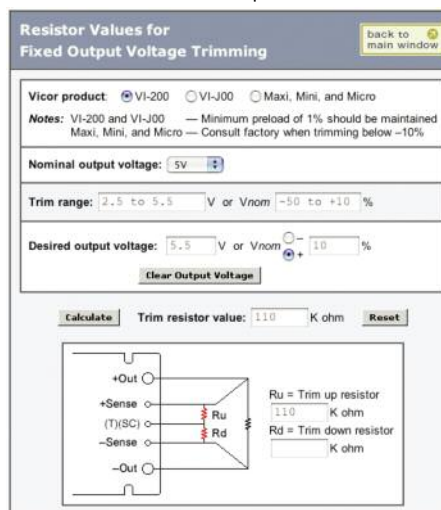 Resistor Values for
Fixed Output Voltage Trimming
back to
main window
Vicor product: VI-200 VI-J00 Maxi, Mini, and Micro
Notes: VI-200 and VI-J00 — Minimum preload of 1% should be maintained
Maxi, Mini, and Micro — Consult factory when trimming below –10%
Nominal output voltage: 5V
Trim range: 2.5 to 5.5 V or Vnom -50 to +10 %
Desired output voltage: 5.5 V or Vnom – + 10 %
Clear Output Voltage
Calculate Trim resistor value: 110 K ohm Reset
+Out
+Sense
(T)(SC)
–Sense
–Out
Ru
Rd
Ru = Trim up resistor
110 K ohm
Rd = Trim down resistor
K ohm